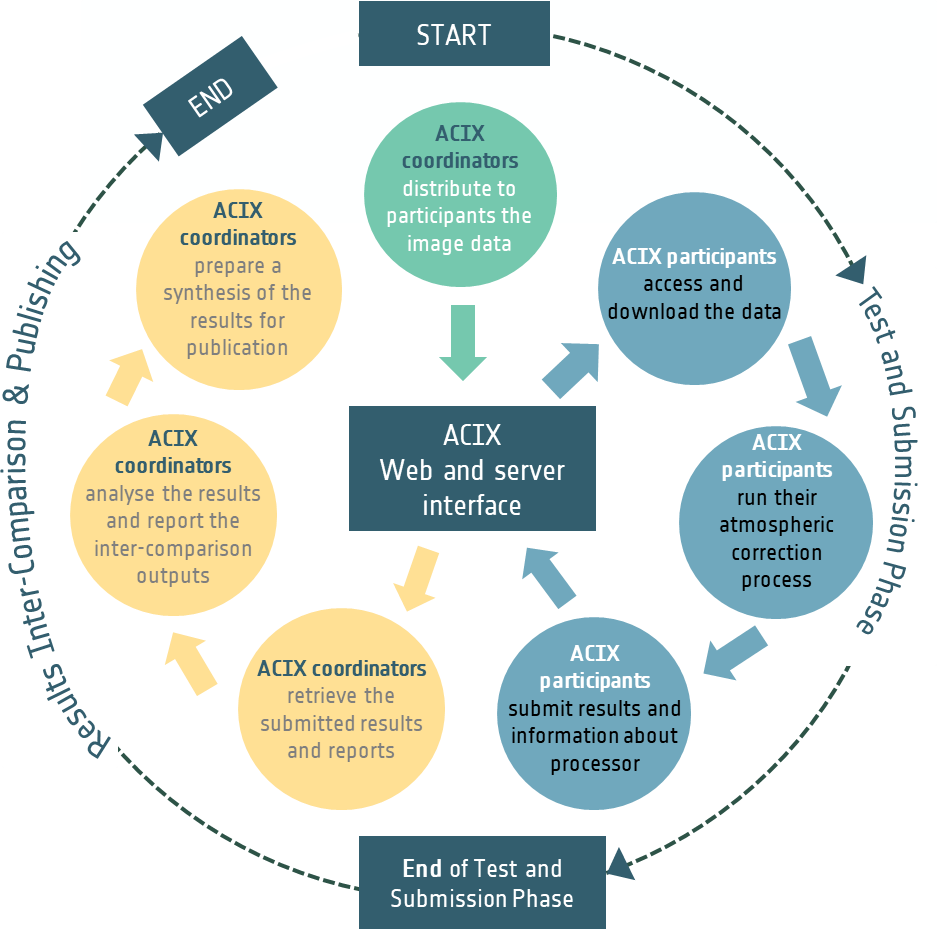 START
END
ACIX
coordinators
distribute to
participants the
image data
ACIX participants
access and
download the data
Test and Submission Phase
ACIX
participants
run their
atmospheric
correction
process
ACIX
Web and server
interface
ACIX
participants
submit results and
information about
processor
End of Test and
Submission Phase
ACIX coordinators
retrieve the
submitted results
and reports
ACIX
coordinators
analyse the results
and report the
inter-comparison
outputs
ACIX
coordinators
prepare a
synthesis of the
results for
publication
Results Inter-Comparison & Publishing